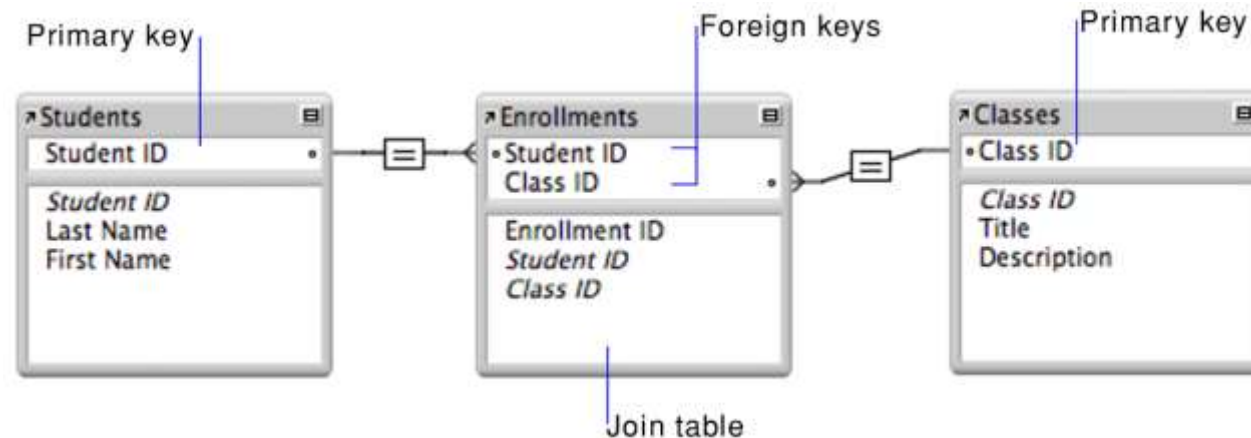 Primary key
Foreign keys
Primary key
Students
Student ID
Student ID
Last Name
First Name
Enrollments
Student ID
Class ID
Enrollment ID
Student ID
Class ID
Classes
Class ID
Class ID
Title
Description
Join table